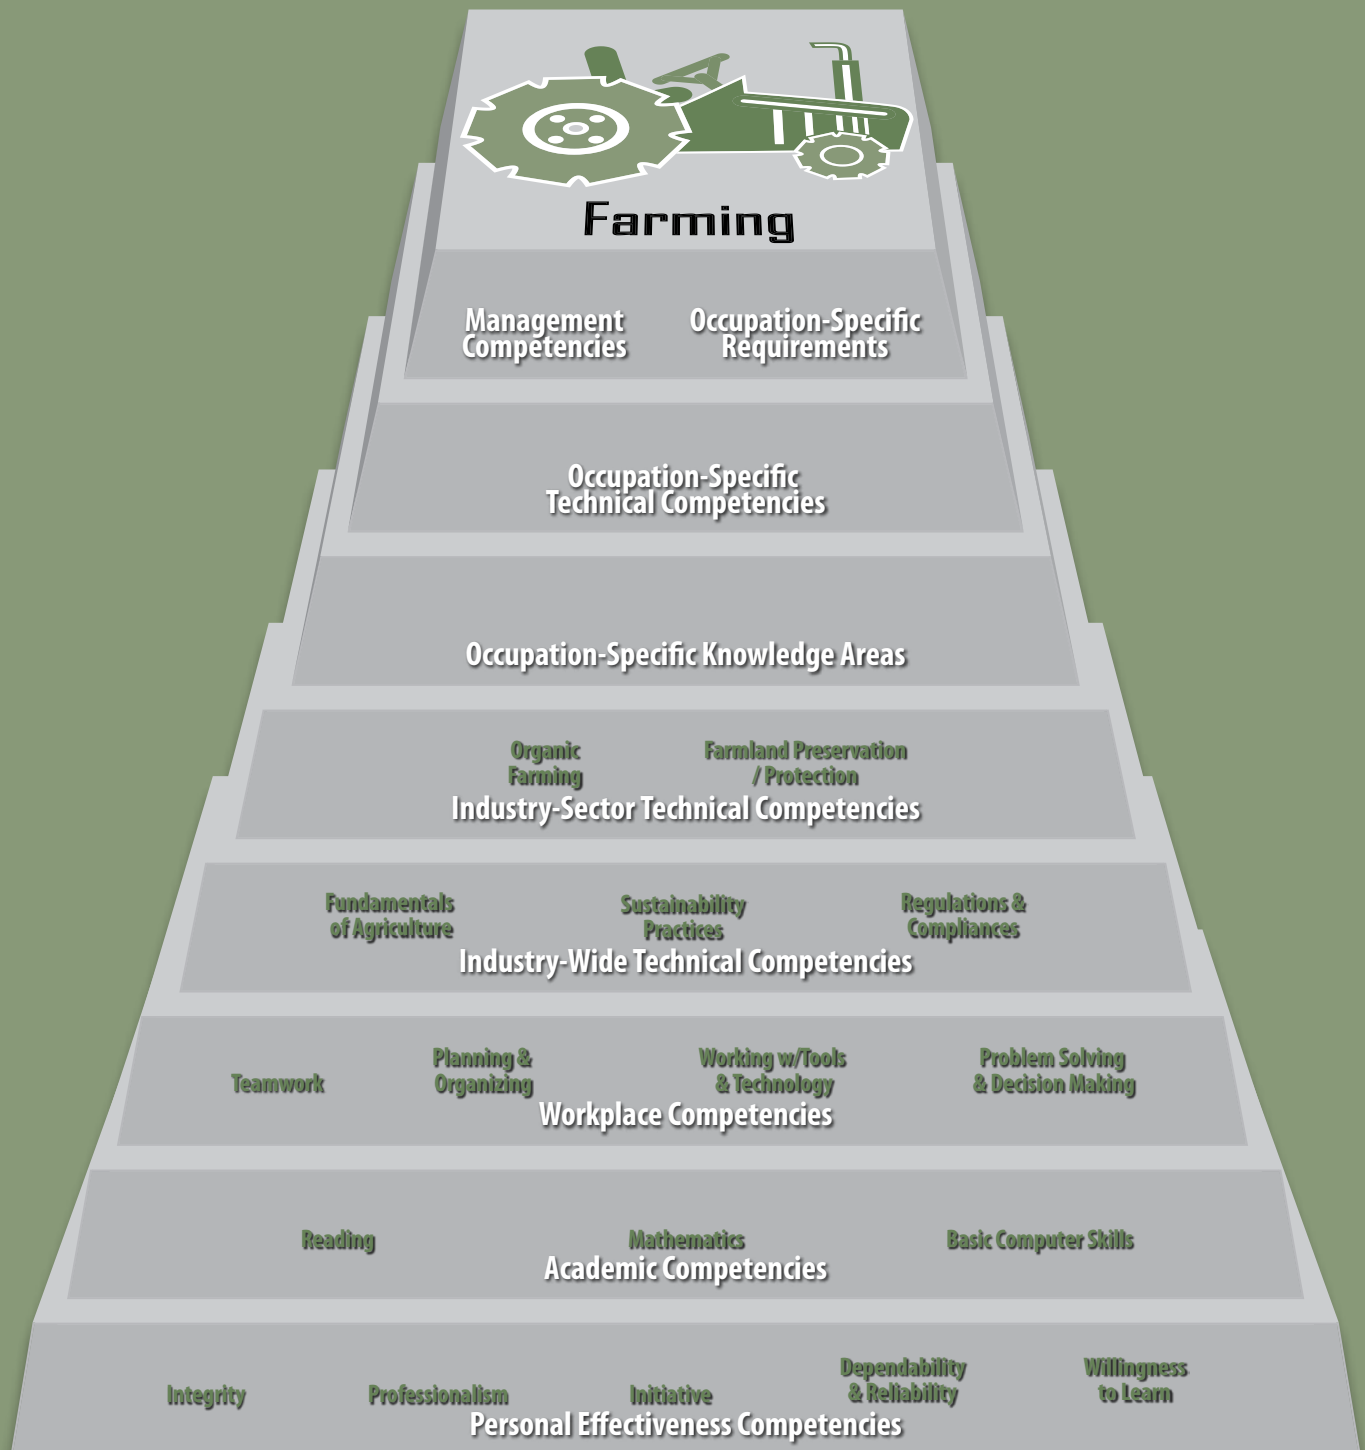 Farming
Management
Competencies
Occupation-Specific
Requirements
Occupation-Specific
Technical Competencies
Occupation-Specific Knowledge Areas
Organic
Farming
Farmland Preservation
/ Protection
Industry-Sector Technical Competencies
Fundamentals
of Agriculture
Sustainability
Practices
Regulations &
Compliances
Industry-Wide Technical Competencies
Teamwork
Planning &
Organizing
Working w/Tools
& Technology
Problem Solving
& Decision Making
Workplace Competencies
Reading
Mathematics
Basic Computer Skills
Academic Competencies
Integrity
Professionalism
Initiative
Dependability
& Reliability
Willingness
to Learn
Personal Effectiveness Competencies